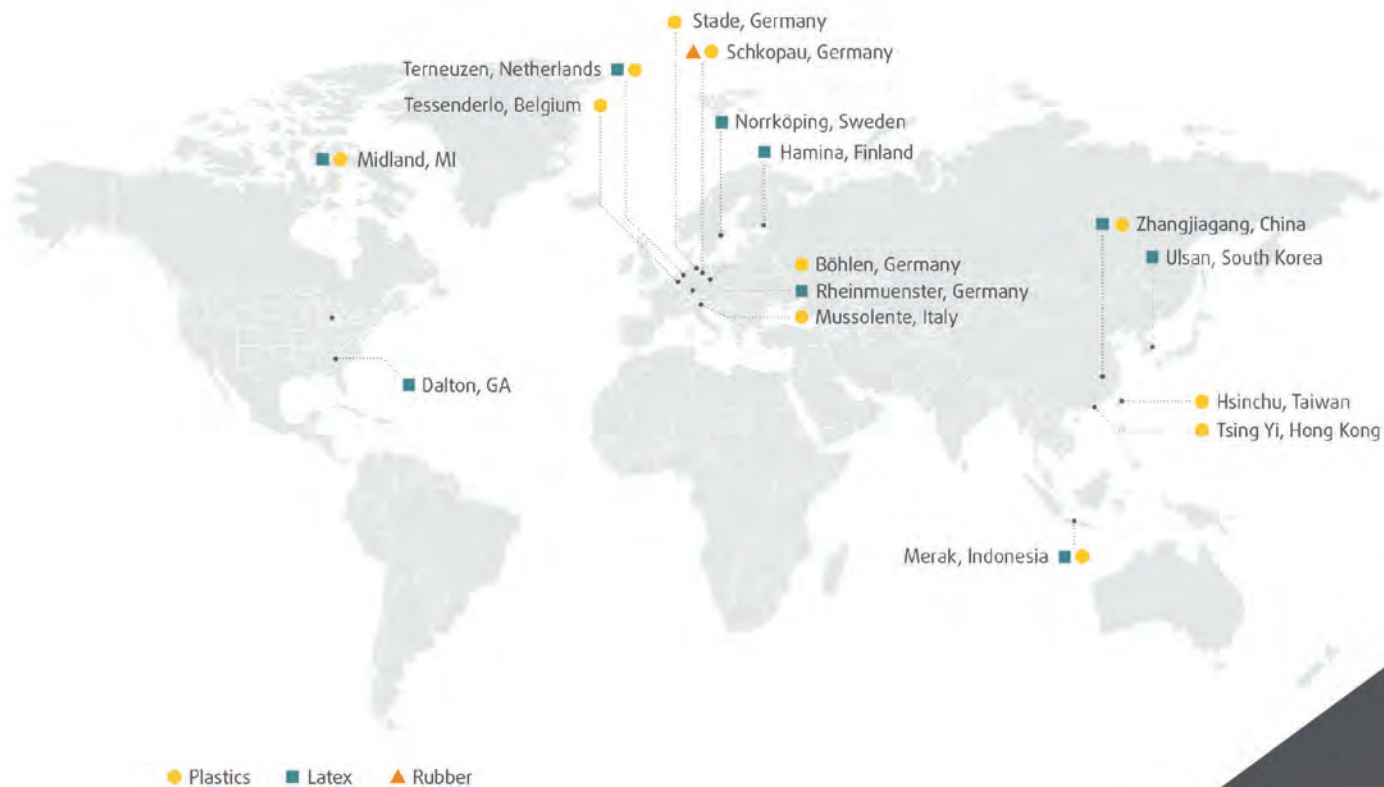 Stade, Germany
Schkopau, Germany
Terneuzen, Netherlands
Tessenderlo, Belgium
Norrköping, Sweden
Hamina, Finland
Midland, MI
Zhangjiagang, China
Ulsan, South Korea
Böhlen, Germany
Rheinmuenster, Germany
Mussolente, Italy
Dalton, GA
Hsinchu, Taiwan
Tsing Yi, Hong Kong
Merak, Indonesia
Plastics Latex Rubber